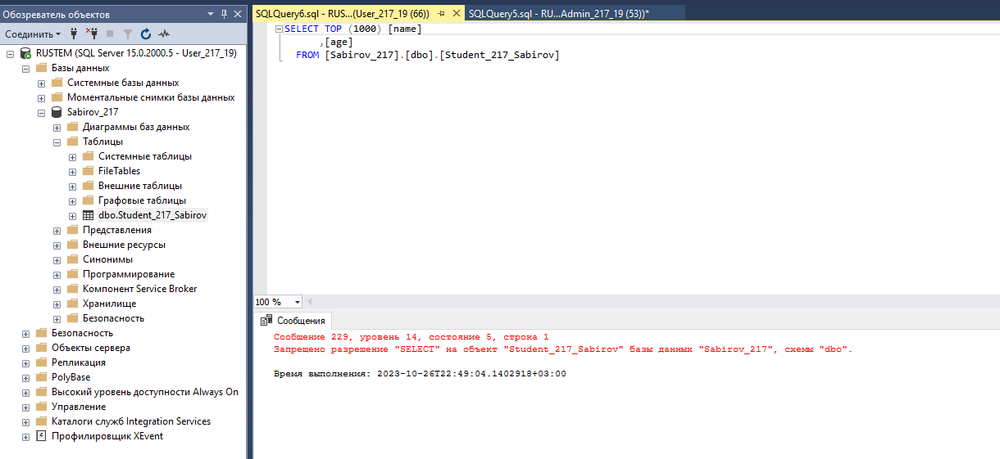 Обозреватель объектов
Соединить
RUSTEM (SQL Server 15.0.2000.5 - User_217_19)
Базы данных
Системные базы данных
Моментальные снимки базы данных
Sabirov_217
Диаграммы баз данных
Таблицы
Системные таблицы
FileTables
Внешние таблицы
Графовые таблицы
dbo.Student_217_Sabirov
Представления
Внешние ресурсы
Синонимы
Программирование
Компонент Service Broker
Хранилище
Безопасность
Безопасность
Объекты сервера
Репликация
PolyBase
Высокий уровень доступности Always On
Управление
Каталоги служб Integration Services
Профилировщик XEvent
SQLQuery6.sql - RUS...(User_217_19 (66)) SQLQuery5.sql - RU...Admin_217_19 (53))*
SELECT TOP (1000) [name]
,[age]
FROM [Sabirov_217].[dbo].[Student_217_Sabirov]
100 %
Сообщения
Сообщение 229, уровень 14, состояние 5, строка 1
Запрещено разрешение "SELECT" на объект "Student_217_Sabirov" базы данных "Sabirov_217", схемы "dbo".
Время выполнения: 2023-10-26T22:49:04.1402918+03:00